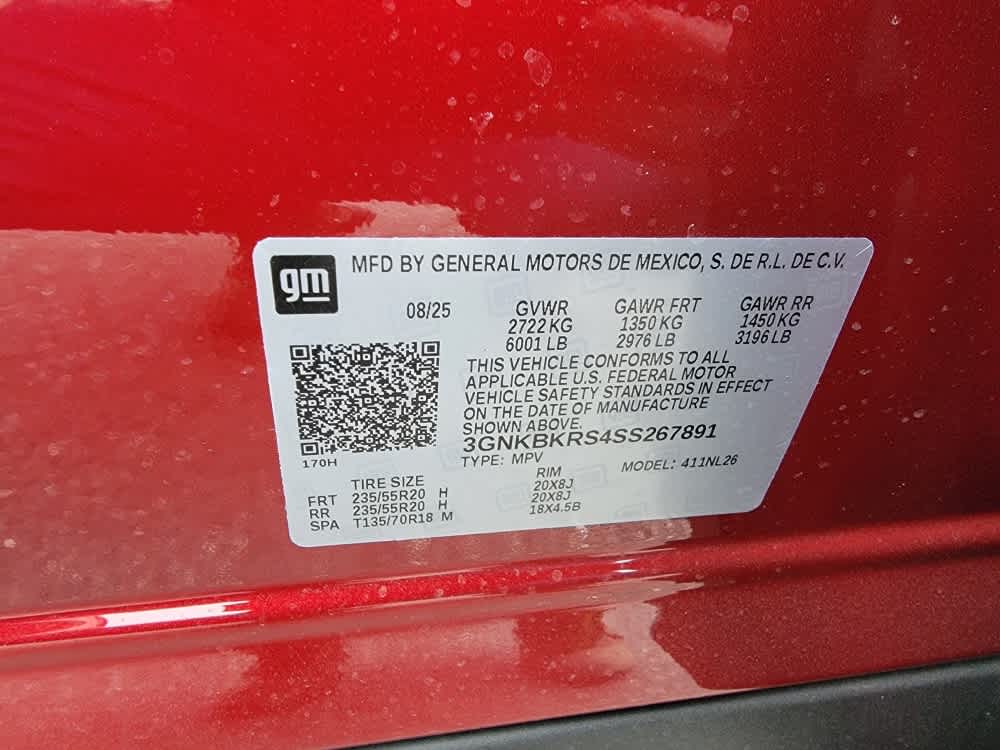 gm
MFD BY GENERAL MOTORS DE MEXICO, S. DE R.L. DE C.V.
08/25 GVWR GAWR FRT GAWR RR
2722 KG 1350 KG 1450 KG
6001 LB 2976 LB 3196 LB
THIS VEHICLE CONFORMS TO ALL
APPLICABLE U.S. FEDERAL MOTOR
VEHICLE SAFETY STANDARDS IN EFFECT
ON THE DATE OF MANUFACTURE
SHOWN ABOVE.
3GNKBKRS4SS267891
170H
TYPE: MPV MODEL: 411NL26
TIRE SIZE RIM
FRT 235/55R20 H 20X8J
RR 235/55R20 H 20X8J
SPA T135/70R18 M 18X4.5B